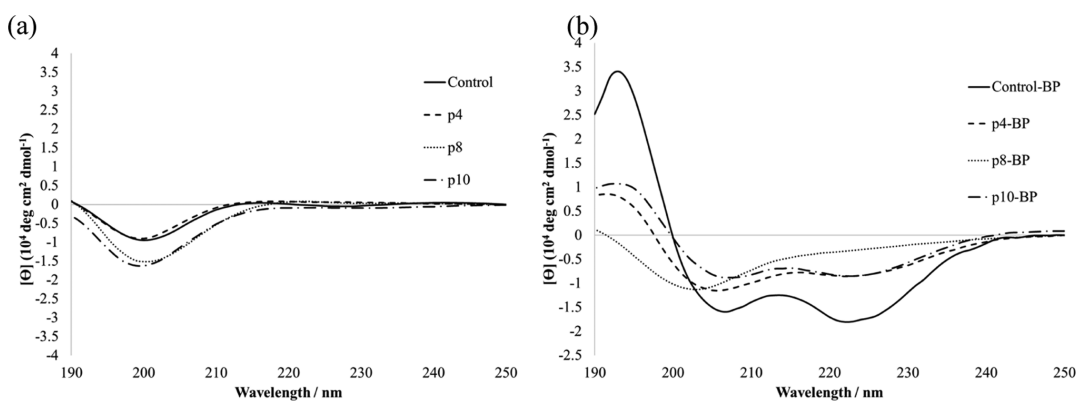 (a)
4
3.5
3
2.5
2
1.5
1
0.5
0
-0.5
-1
-1.5
-2
-2.5
-3
-3.5
-4
[Θ] (10⁴ deg cm² dmol⁻¹)
190 200 210 220 230 240 250
Wavelength / nm
Control
p4
p8
p10
(b)
4
3.5
3
2.5
2
1.5
1
0.5
0
-0.5
-1
-1.5
-2
-2.5
[Θ] (10⁴ deg cm² dmol⁻¹)
190 200 210 220 230 240 250
Wavelength / nm
Control-BP
p4-BP
p8-BP
p10-BP